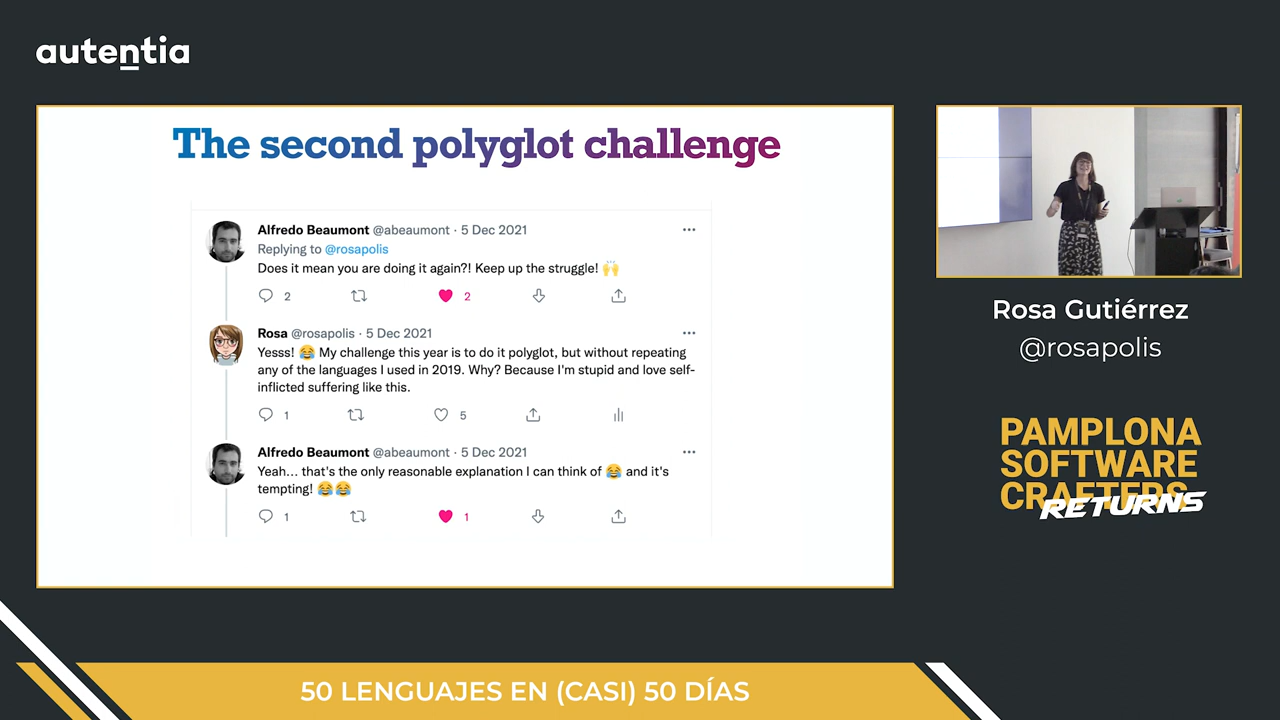 autentia
The second polyglot challenge
Alfredo Beaumont @abeaumont · 5 Dec 2021
Replying to @rosapolis
Does it mean you are doing it again?! Keep up the struggle! 🙌
2 2
Rosa @rosapolis · 5 Dec 2021
Yesss! 😂 My challenge this year is to do it polyglot, but without repeating
any of the languages I used in 2019. Why? Because I'm stupid and love self-
inflicted suffering like this.
1 5
Alfredo Beaumont @abeaumont · 5 Dec 2021
Yeah... that's the only reasonable explanation I can think of 😂 and it's
tempting! 😂😂
1 1
Rosa Gutiérrez
@rosapolis
PAMPLONA
SOFTWARE
CRAFTERS
RETURNS
50 LENGUAJES EN (CASI) 50 DÍAS